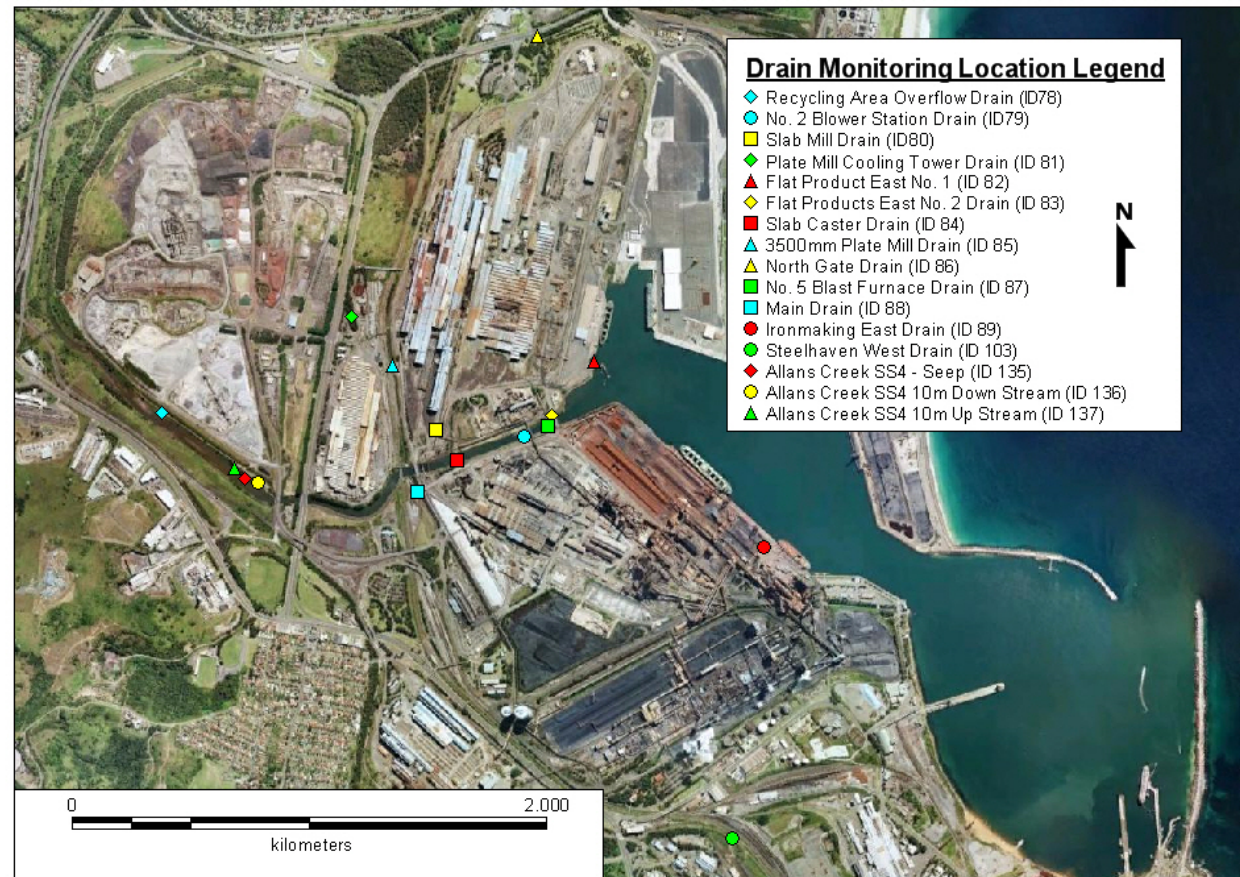 Drain Monitoring Location Legend
Recycling Area Overflow Drain (ID78)
No. 2 Blower Station Drain (ID79)
Slab Mill Drain (ID80)
Plate Mill Cooling Tower Drain (ID 81)
Flat Product East No. 1 (ID 82)
Flat Products East No. 2 Drain (ID 83)
Slab Caster Drain (ID 84)
3500mm Plate Mill Drain (ID 85)
North Gate Drain (ID 86)
No. 5 Blast Furnace Drain (ID 87)
Main Drain (ID 88)
Ironmaking East Drain (ID 89)
Steelhaven West Drain (ID 103)
Allans Creek SS4 - Seep (ID 135)
Allans Creek SS4 10m Down Stream (ID 136)
Allans Creek SS4 10m Up Stream (ID 137)
N
0 2.000
kilometers